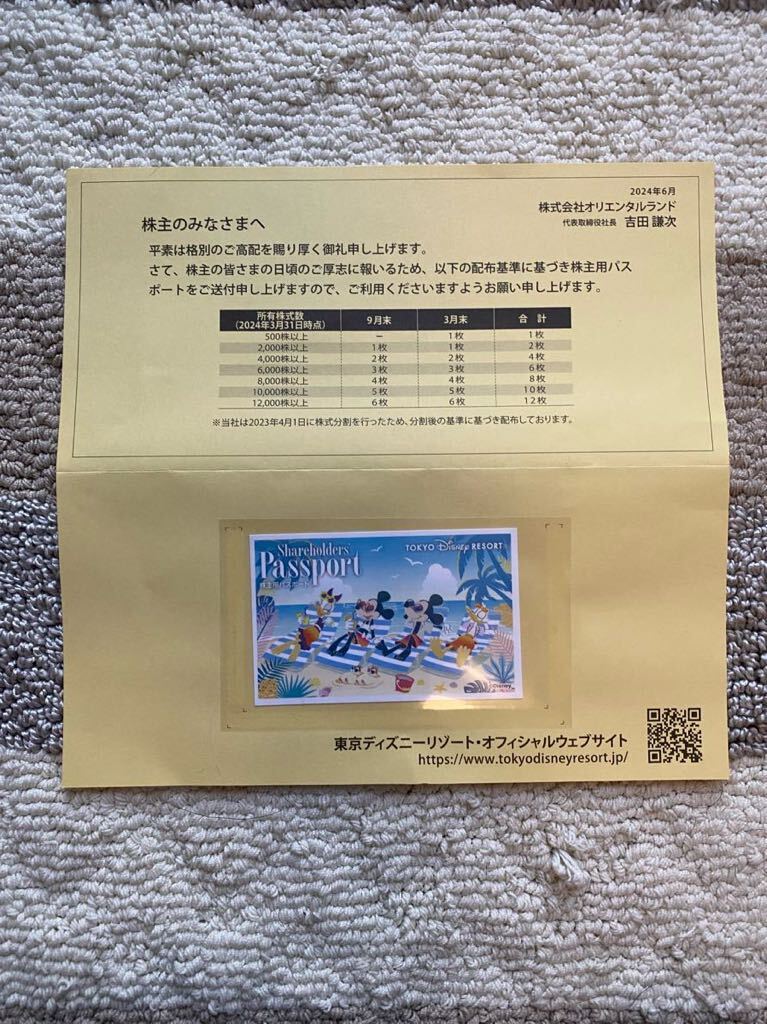 2024年6月
株式会社オリエンタルランド
代表取締役社長 吉田 謙次
株主のみなさまへ
平素は格別のご高配を賜り厚く御礼申し上げます。
さて、株主の皆さまの日頃のご厚志に報いるため、以下の配布基準に基づき株主用パス
ポートをご送付申し上げますので、ご利用くださいますようお願い申し上げます。
所有株式数
(2024年3月31日時点) 9月末 3月末 合 計
500株以上 − 1枚 1枚
2,000株以上 1枚 1枚 2枚
4,000株以上 2枚 2枚 4枚
6,000株以上 3枚 3枚 6枚
8,000株以上 4枚 4枚 8枚
10,000株以上 5枚 5枚 10枚
12,000株以上 6枚 6枚 12枚
※当社は2023年4月1日に株式分割を行ったため、分割後の基準に基づき配布しております。
Shareholders'
Passport
株主用パスポート
TOKYO Disney RESORT
©Disney
東京ディズニーリゾート・オフィシャルウェブサイト
https://www.tokyodisneyresort.jp/